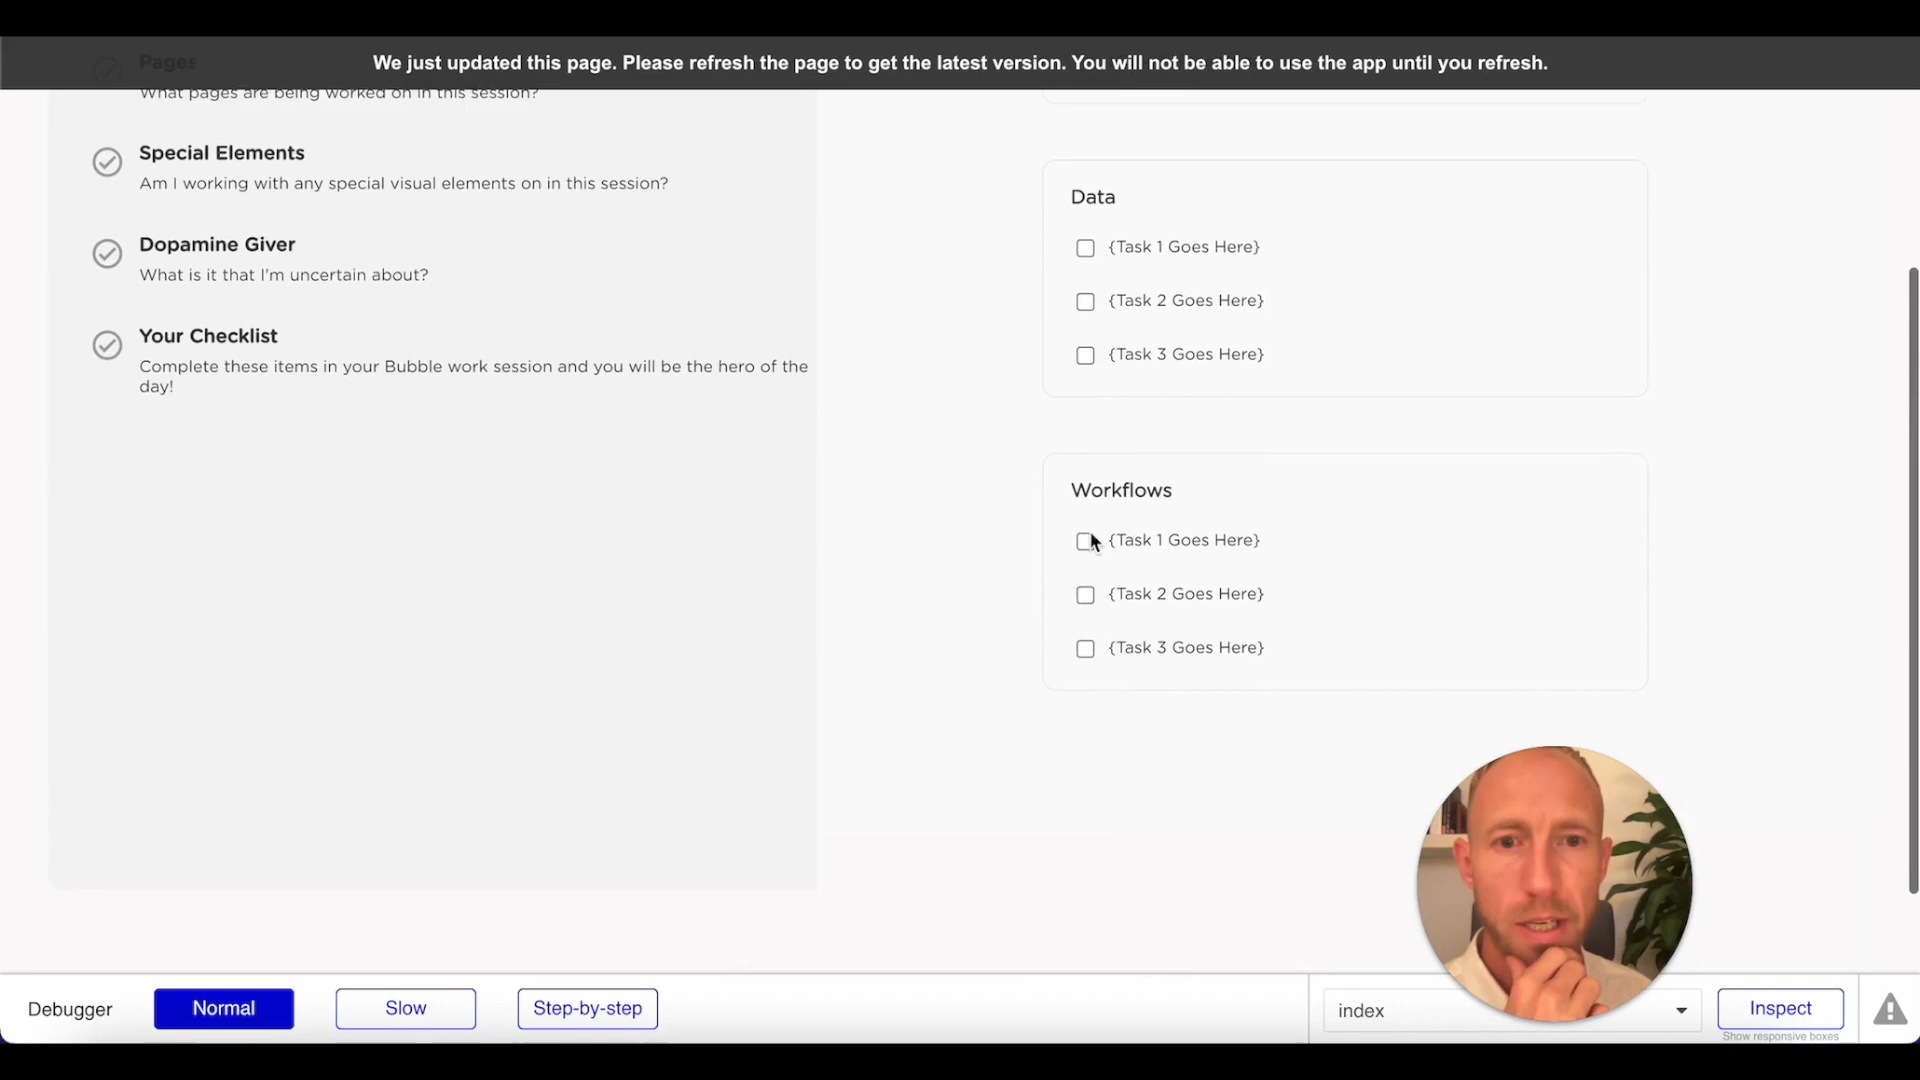 We just updated this page. Please refresh the page to get the latest version. You will not be able to use the app until you refresh.
Pages
What pages are being worked on in this session?
Special Elements
Am I working with any special visual elements on in this session?
Dopamine Giver
What is it that I'm uncertain about?
Your Checklist
Complete these items in your Bubble work session and you will be the hero of the
day!
Data
{Task 1 Goes Here}
{Task 2 Goes Here}
{Task 3 Goes Here}
Workflows
{Task 1 Goes Here}
{Task 2 Goes Here}
{Task 3 Goes Here}
Debugger
Normal
Slow
Step-by-step
index
Inspect
Show responsive boxes